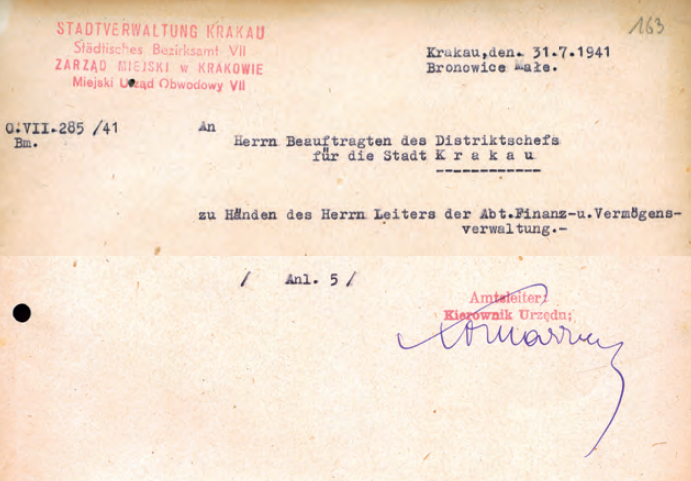 163
STADTVERWALTUNG KRAKAU
Städtisches Bezirksamt VII
ZARZĄD MIEJSKI w KRAKOWIE
Miejski Urząd Obwodowy VII
Krakau,den. 31.7.1941
Bronowice Małe.
O.VII.285 /41
Bm.
An
Herrn Beauftragten des Distriktschefs
für die Stadt K r a k a u
------------
zu Händen des Herrn Leiters der Abt.Finanz-u.Vermögens-
verwaltung.-
/ Anl. 5 /
Amtsleiter:
Kierownik Urzędu: